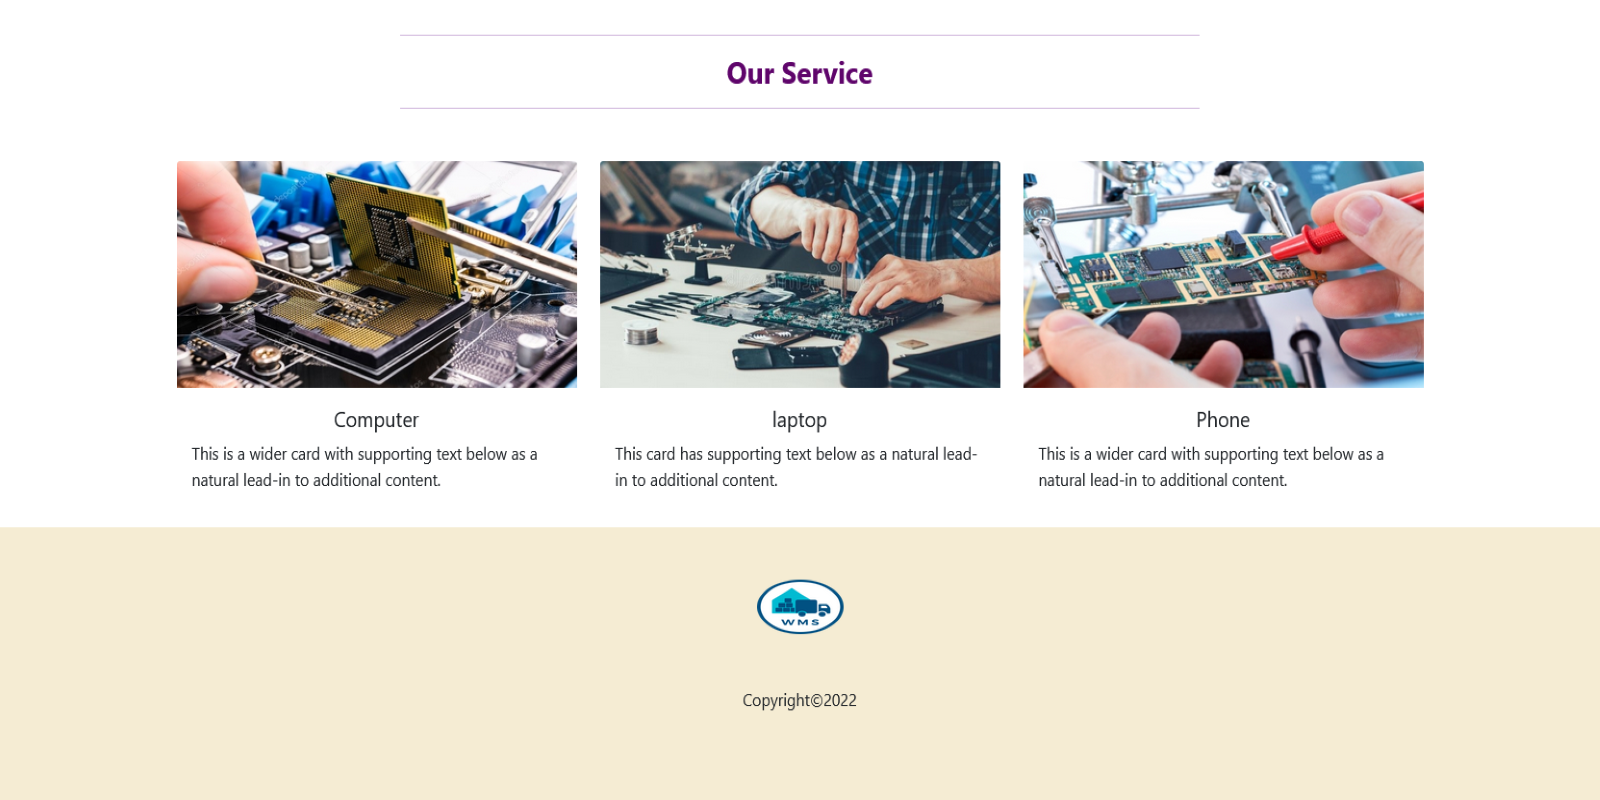 Our Service
Computer
This is a wider card with supporting text below as a
natural lead-in to additional content.
laptop
This card has supporting text below as a natural lead-
in to additional content.
Phone
This is a wider card with supporting text below as a
natural lead-in to additional content.
WMS
Copyright©2022